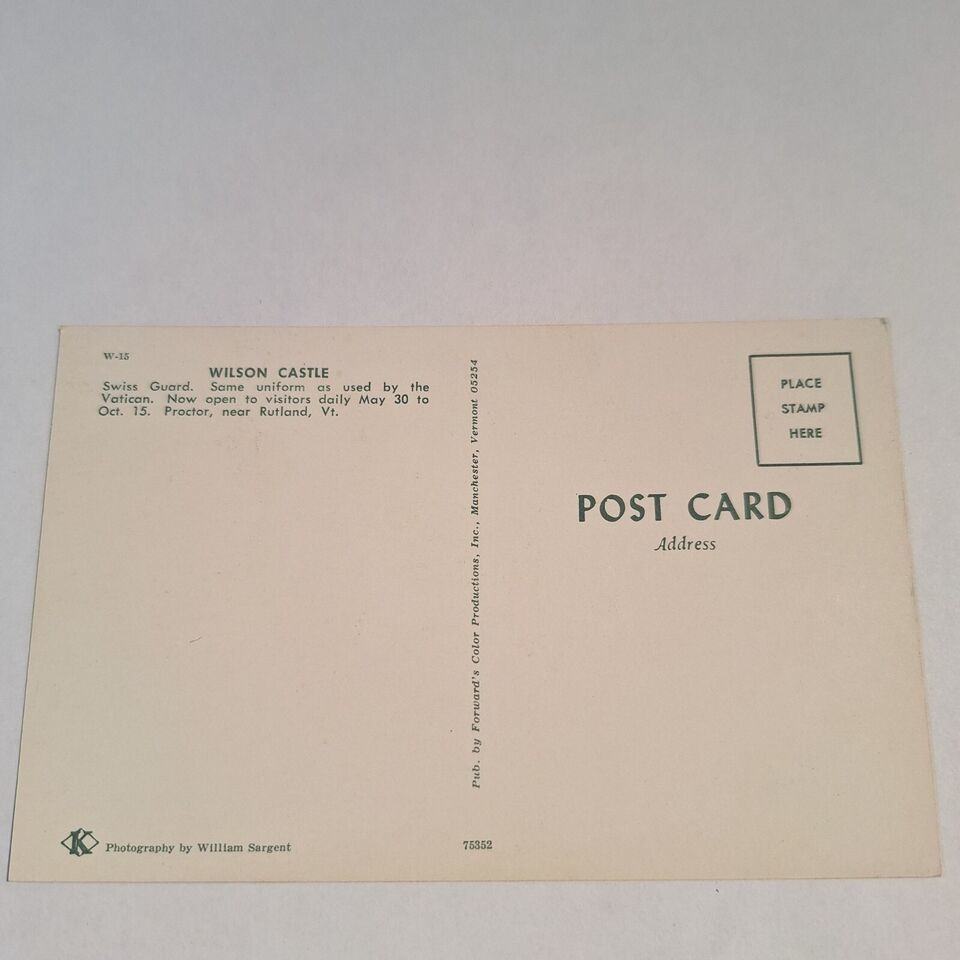 W-15
WILSON CASTLE
Swiss Guard. Same uniform as used by the
Vatican. Now open to visitors daily May 30 to
Oct. 15. Proctor, near Rutland, Vt.
Pub. by Forward's Color Productions, Inc., Manchester, Vermont 05254
PLACE
STAMP
HERE
POST CARD
Address
K
Photography by William Sargent
75352